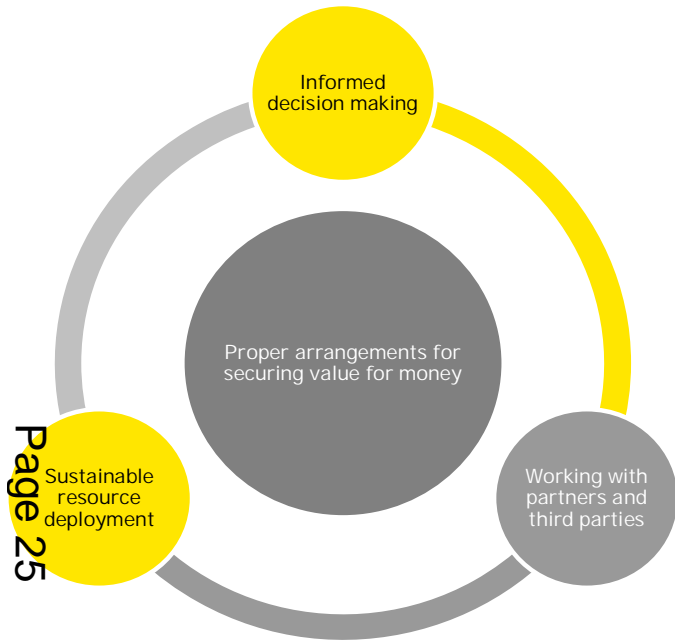 Informed
decision making
Proper arrangements for
securing value for money
Sustainable
resource
deployment
Working with
partners and
third parties
Page 25